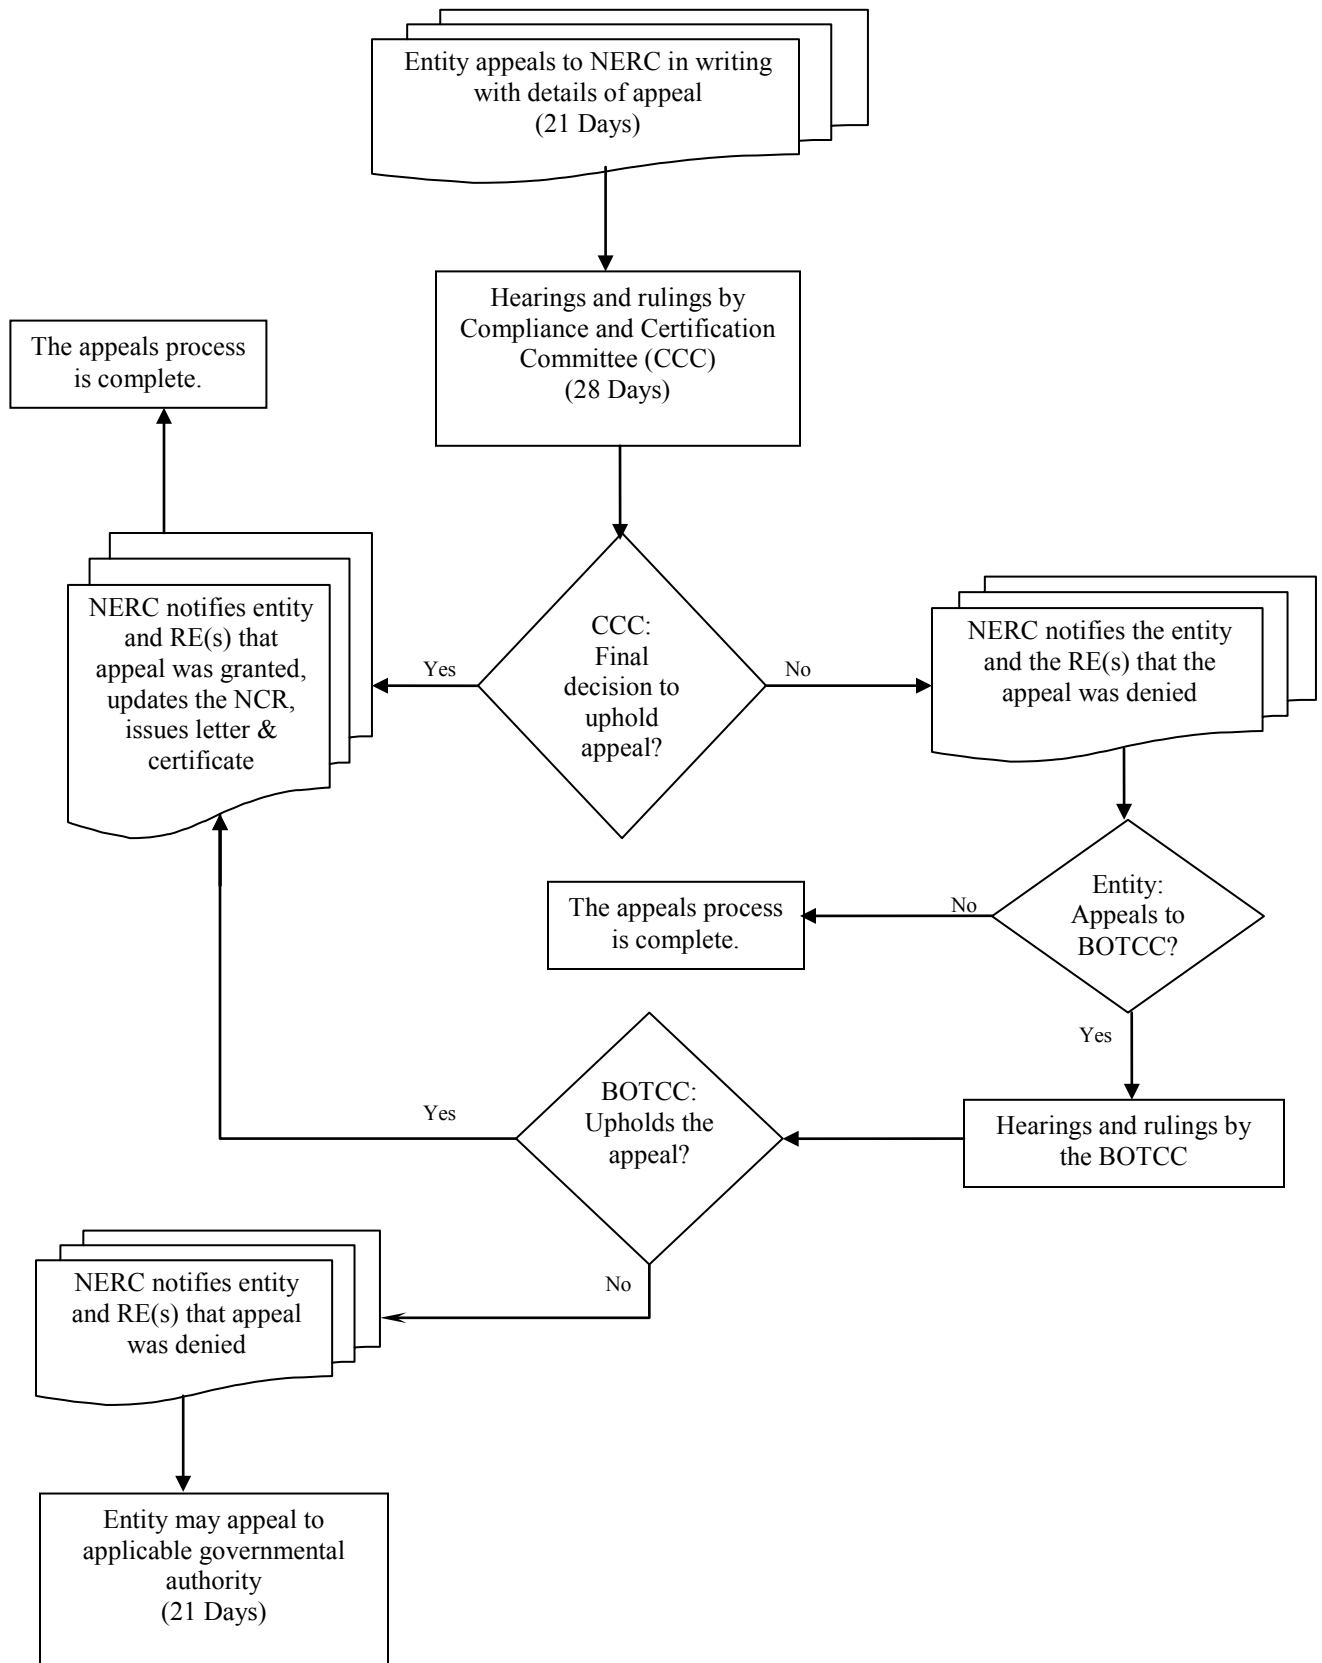 Entity appeals to NERC in writing
with details of appeal
(21 Days)
Hearings and rulings by
Compliance and Certification
Committee (CCC)
(28 Days)
The appeals process
is complete.
NERC notifies entity
and RE(s) that
appeal was granted,
updates the NCR,
issues letter &
certificate
Yes
CCC:
Final
decision to
uphold
appeal?
No
NERC notifies the entity
and the RE(s) that the
appeal was denied
Entity:
Appeals to
BOTCC?
No
The appeals process
is complete.
Yes
Hearings and rulings by
the BOTCC
BOTCC:
Upholds the
appeal?
Yes
No
NERC notifies entity
and RE(s) that appeal
was denied
Entity may appeal to
applicable governmental
authority
(21 Days)